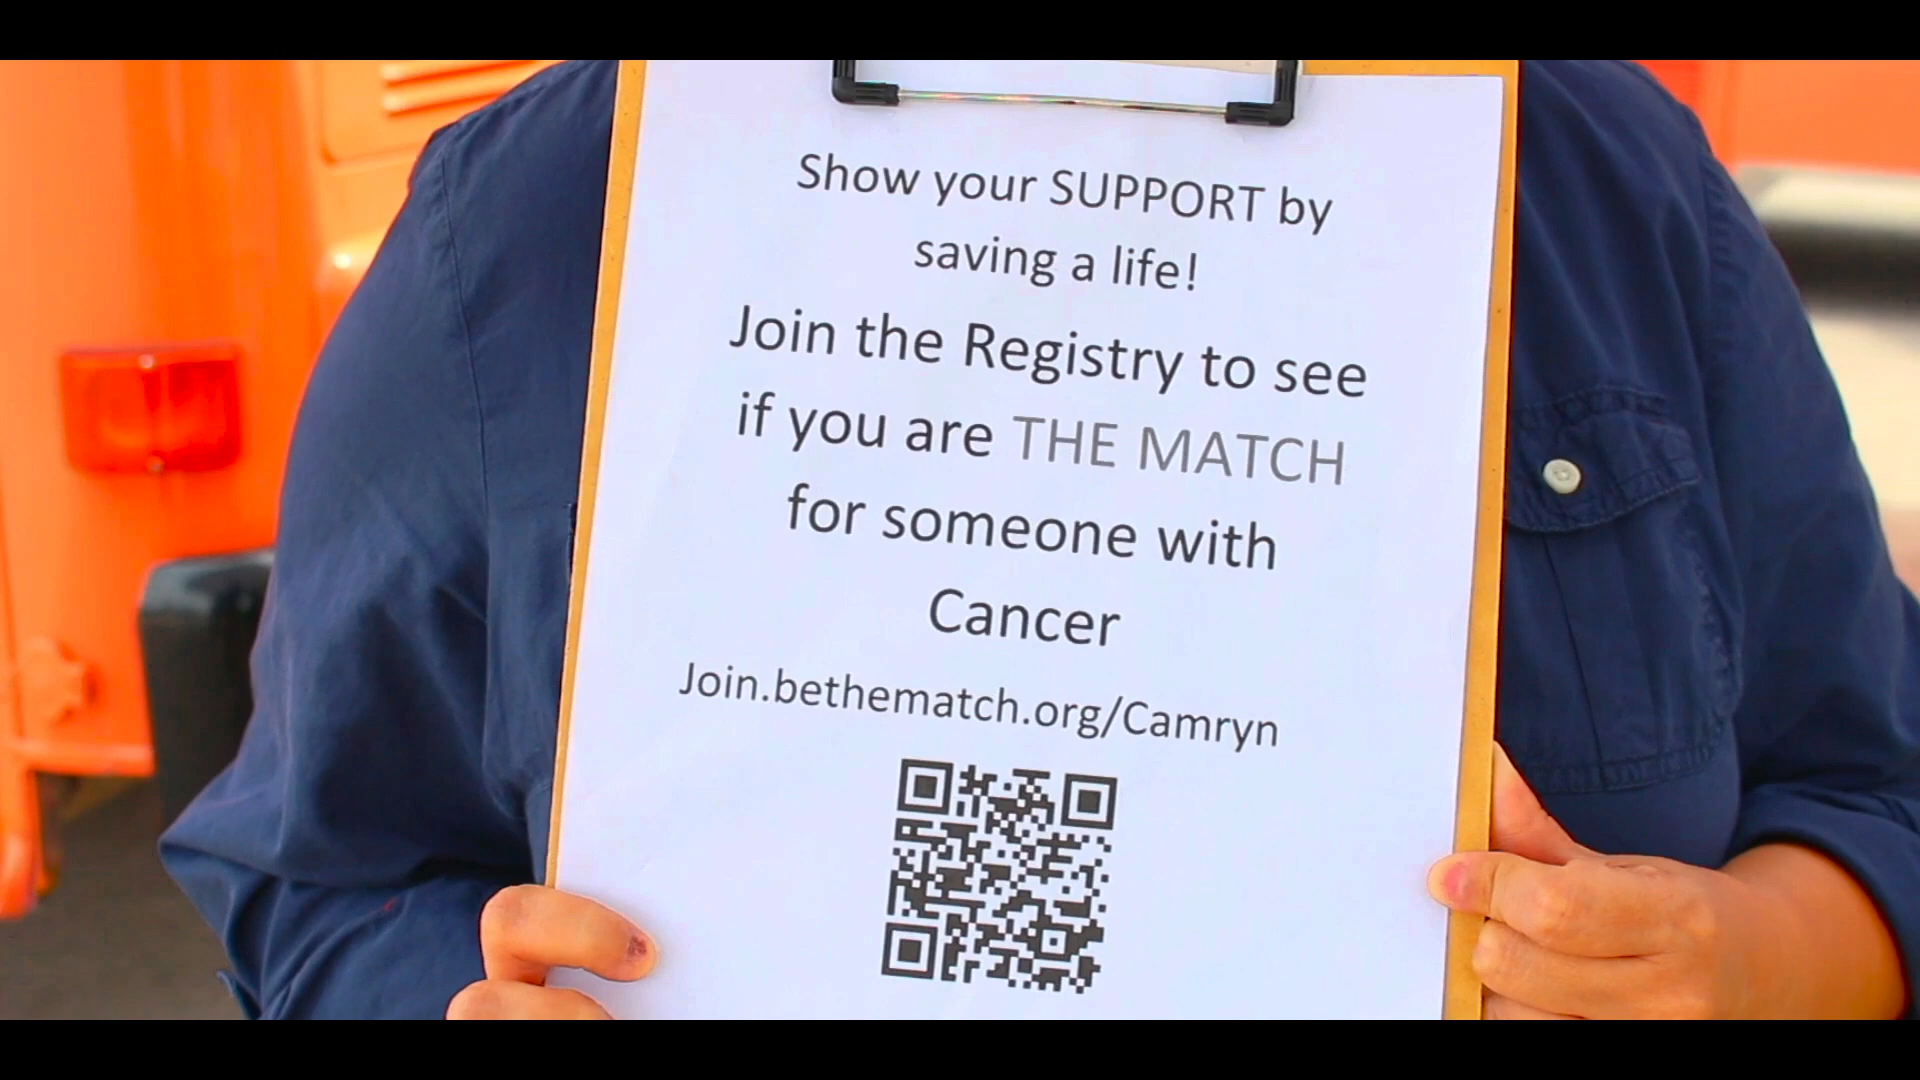 Show your SUPPORT by
saving a life!
Join the Registry to see
if you are THE MATCH
for someone with
Cancer
Join.bethematch.org/Camryn